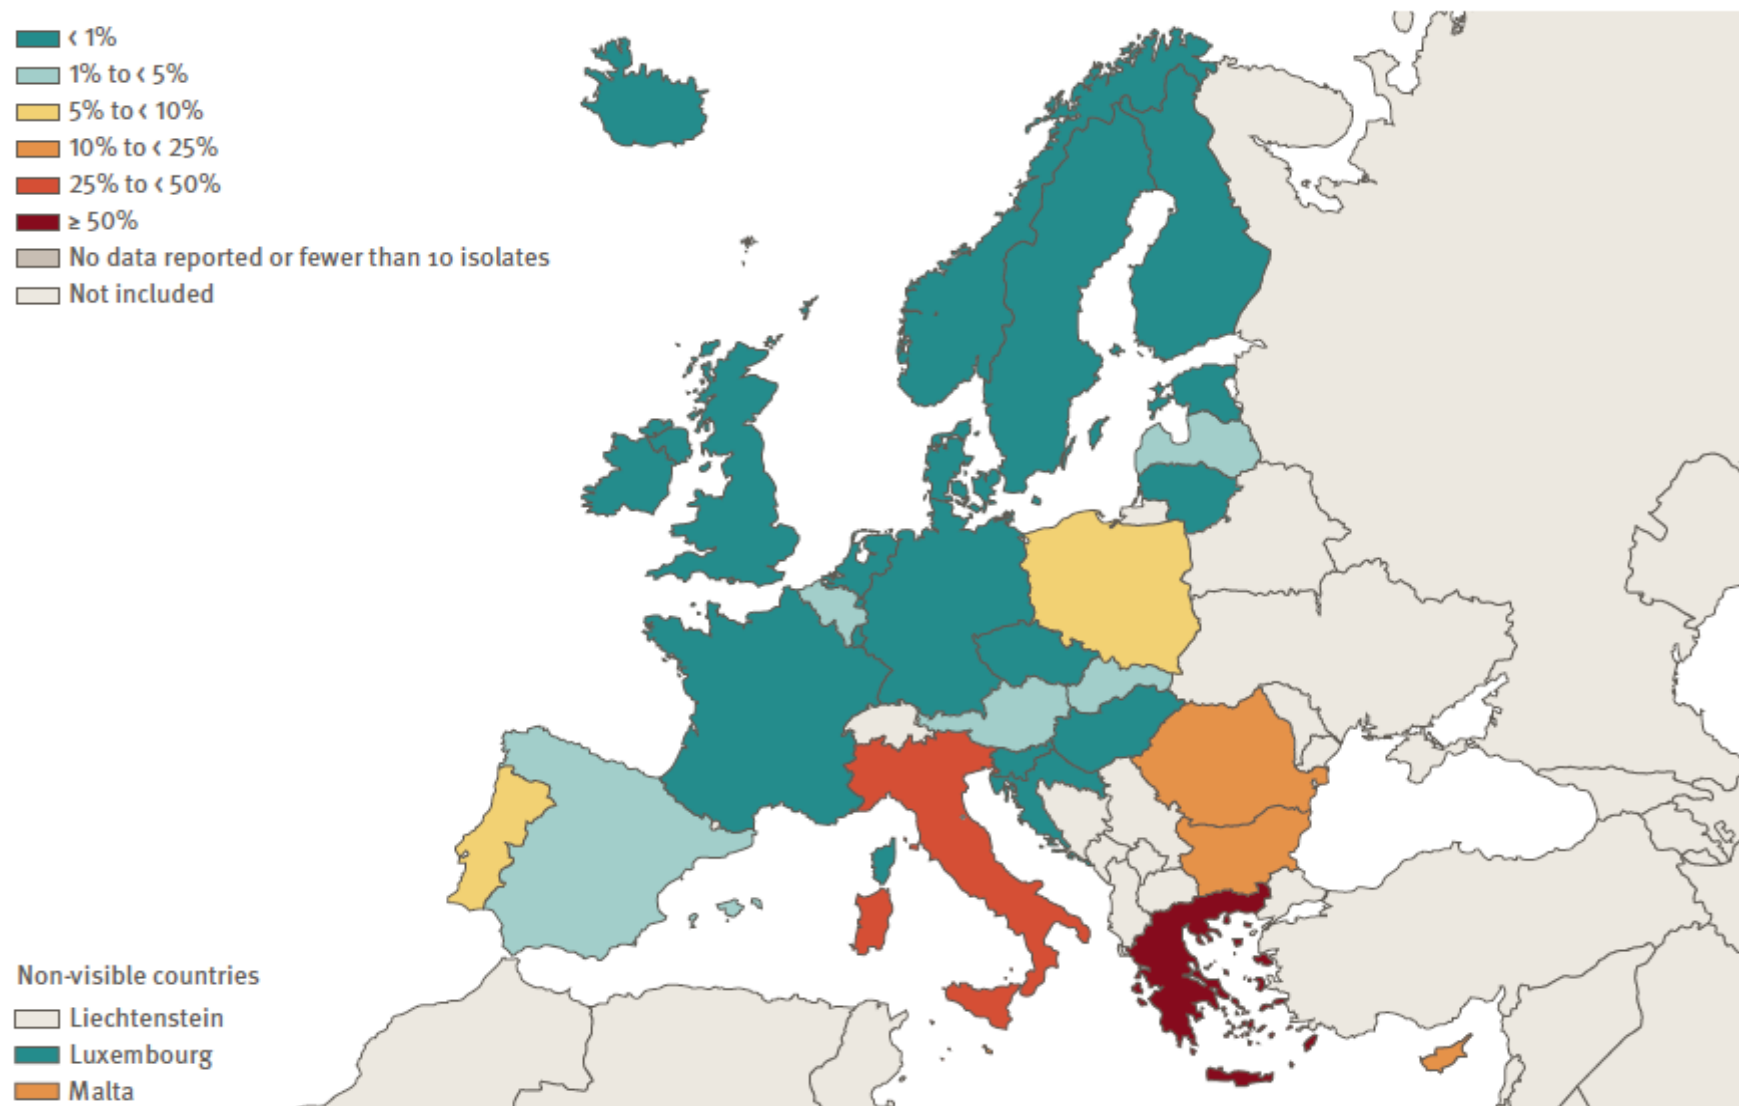 < 1%
1% to < 5%
5% to < 10%
10% to < 25%
25% to < 50%
≥ 50%
No data reported or fewer than 10 isolates
Not included
Non-visible countries
Liechtenstein
Luxembourg
Malta